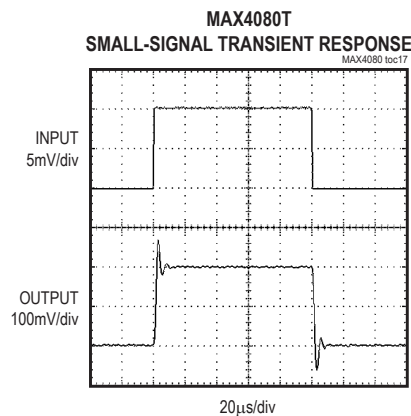 MAX4080T
SMALL-SIGNAL TRANSIENT RESPONSE
MAX4080 toc17
INPUT
5mV/div
OUTPUT
100mV/div
20μs/div